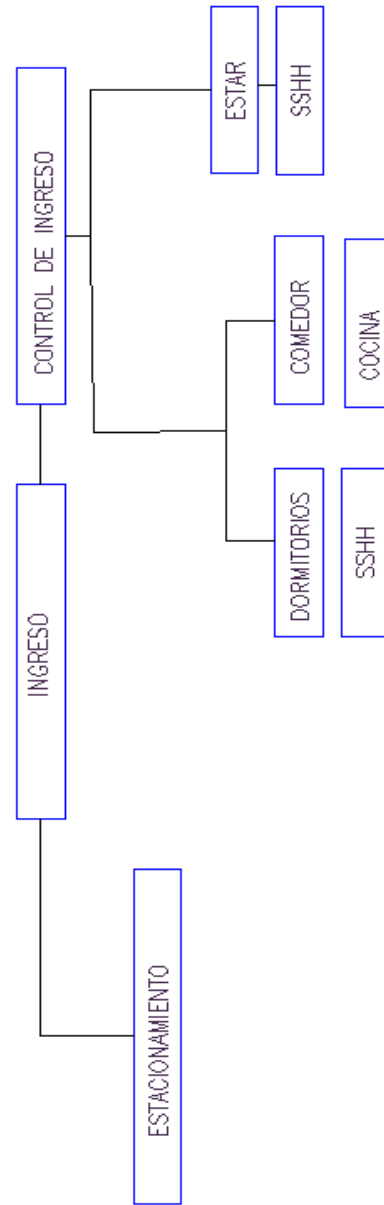 INGRESO
CONTROL DE INGRESO
ESTACIONAMIENTO
ESTAR
SSHH
DORMITORIOS
COMEDOR
SSHH
COCINA